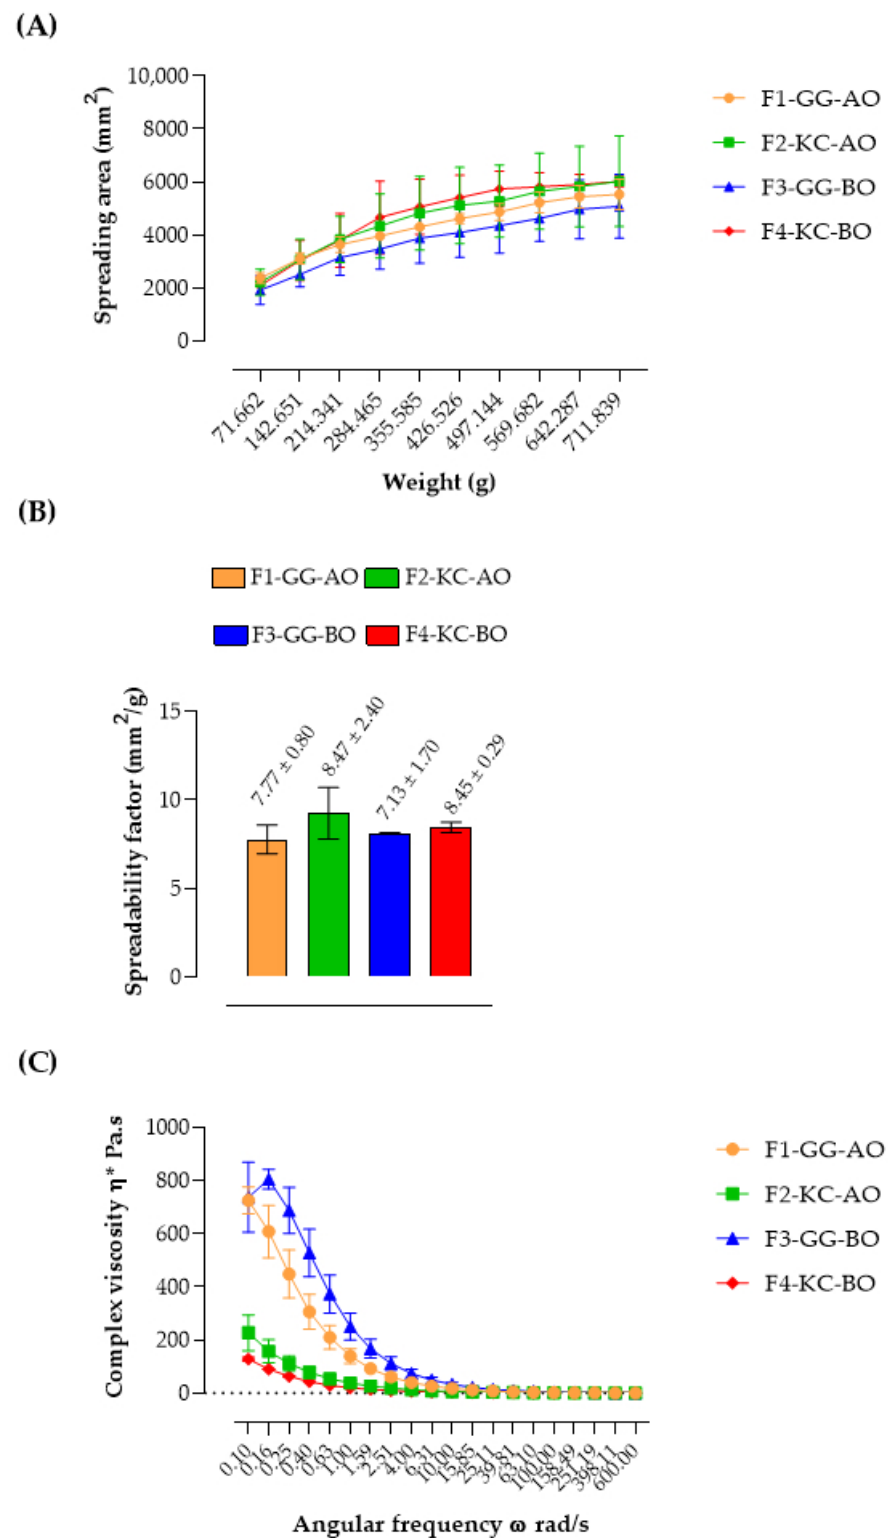 (A)
Spreading area (mm²)
10,000
8000
6000
4000
2000
0
71.662
142.651
214.341
284.465
355.585
426.526
497.144
569.682
642.287
711.839
Weight (g)
F1-GG-AO
F2-KC-AO
F3-GG-BO
F4-KC-BO
(B)
F1-GG-AO F2-KC-AO
F3-GG-BO F4-KC-BO
Spreadability factor (mm²/g)
15
10
5
0
7.77 ± 0.80
8.47 ± 2.40
7.13 ± 1.70
8.45 ± 0.29
(C)
Complex viscosity η* Pa.s
1000
800
600
400
200
0
0.10
0.16
0.25
0.40
0.63
1.00
1.59
2.51
4.00
6.31
10.00
15.85
25.11
39.81
63.10
100.00
158.49
251.19
398.11
600.00
Angular frequency ω rad/s
F1-GG-AO
F2-KC-AO
F3-GG-BO
F4-KC-BO